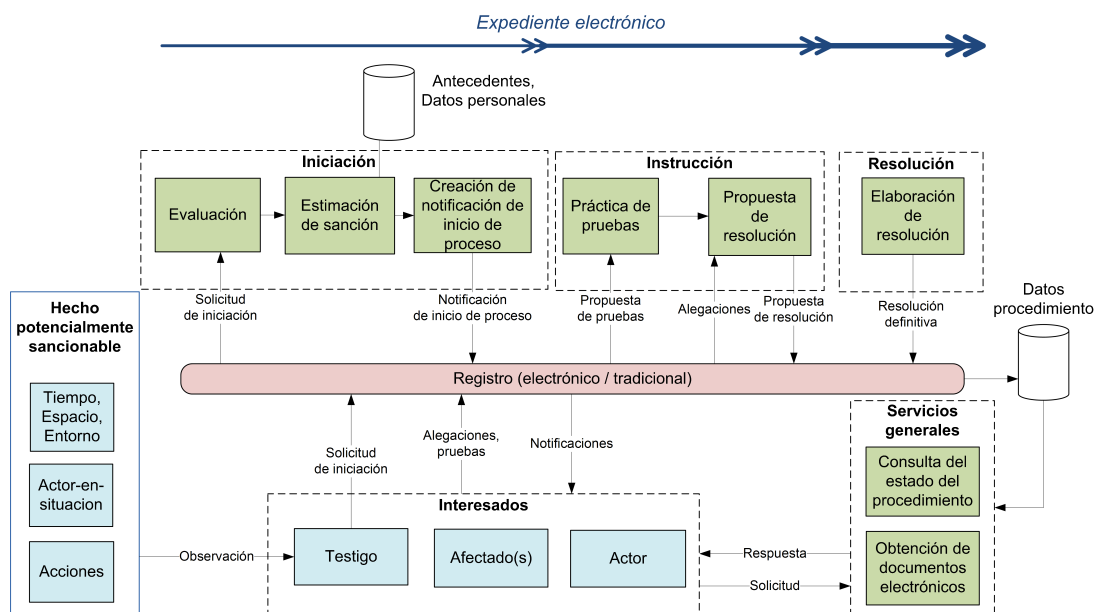 Expediente electrónico
Antecedentes,
Datos personales
Iniciación
Evaluación
Estimación
de sanción
Creación de
notificación de
inicio de
proceso
Instrucción
Práctica de
pruebas
Propuesta
de
resolución
Resolución
Elaboración
de
resolución
Solicitud
de iniciación
Notificación
de inicio de proceso
Propuesta
de pruebas
Alegaciones
Propuesta
de resolución
Resolución
definitiva
Datos
procedimiento
Hecho
potencialmente
sancionable
Tiempo,
Espacio,
Entorno
Actor-en-
situacion
Acciones
Registro (electrónico / tradicional)
Solicitud
de iniciación
Alegaciones,
pruebas
Notificaciones
Observación
Interesados
Testigo
Afectado(s)
Actor
Respuesta
Solicitud
Servicios
generales
Consulta del
estado del
procedimiento
Obtención de
documentos
electrónicos